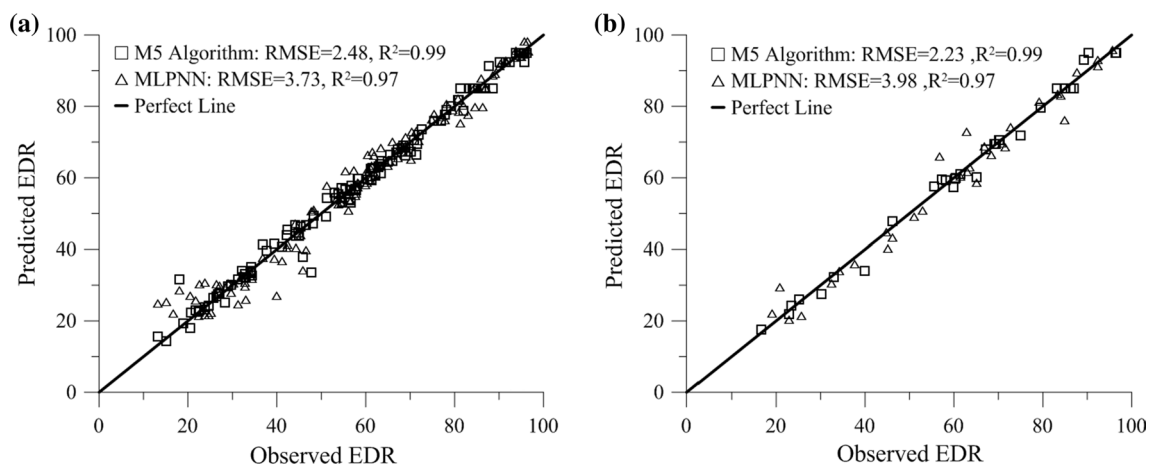 (a)
M5 Algorithm: RMSE=2.48, R²=0.99
MLPNN: RMSE=3.73, R²=0.97
Perfect Line
Predicted EDR
100
80
60
40
20
0
0 20 40 60 80 100
Observed EDR
(b)
M5 Algorithm: RMSE=2.23 ,R²=0.99
MLPNN: RMSE=3.98 ,R²=0.97
Perfect Line
Predicted EDR
100
80
60
40
20
0
0 20 40 60 80 100
Observed EDR